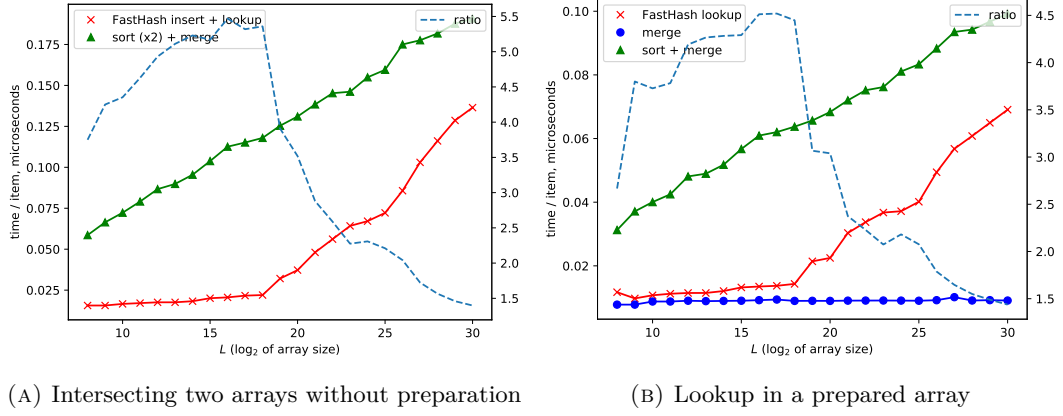 FastHash insert + lookup
sort (x2) + merge
ratio
0.175
0.150
0.125
0.100
0.075
0.050
0.025
time / item, microseconds
5.5
5.0
4.5
4.0
3.5
3.0
2.5
2.0
1.5
10 15 20 25 30
L (log2 of array size)
(A) Intersecting two arrays without preparation
FastHash lookup
merge
sort + merge
ratio
0.10
0.08
0.06
0.04
0.02
time / item, microseconds
4.5
4.0
3.5
3.0
2.5
2.0
1.5
10 15 20 25 30
L (log2 of array size)
(B) Lookup in a prepared array